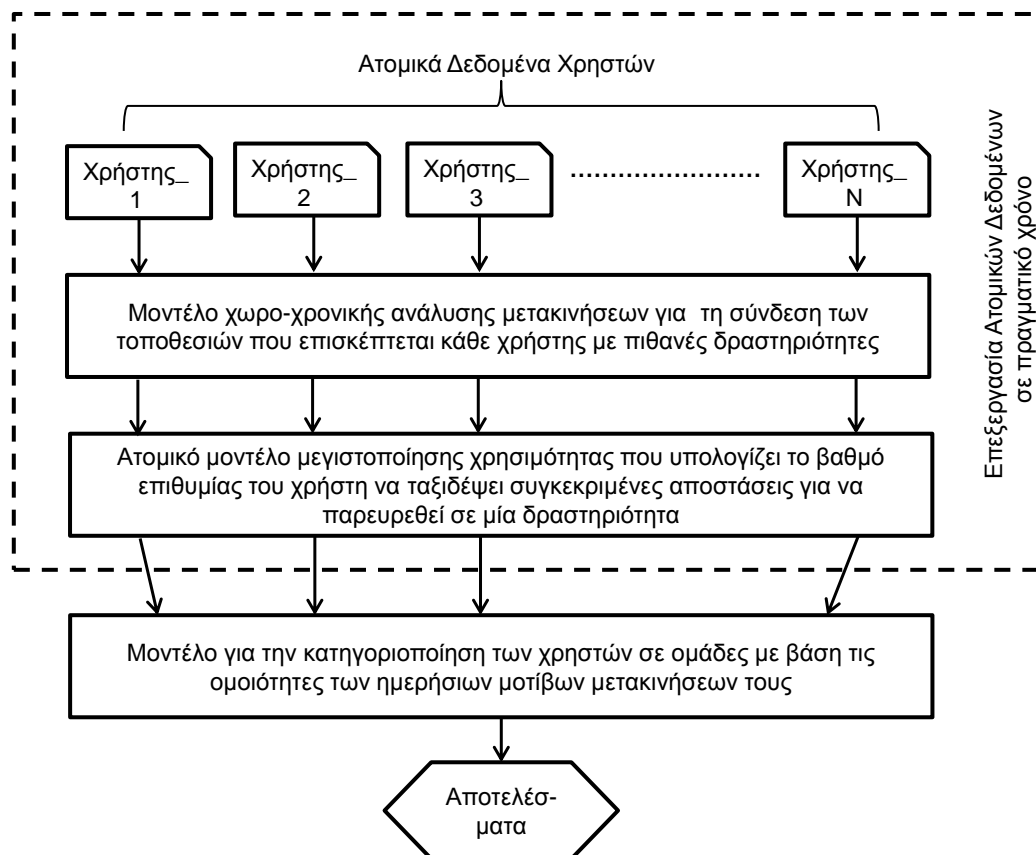 Ατομικά Δεδομένα Χρηστών
Χρήστης_
1
Χρήστης_
2
Χρήστης_
3
........................
Χρήστης_
N
Επεξεργασία Ατομικών Δεδομένων
σε πραγματικό χρόνο
Μοντέλο χωρο-χρονικής ανάλυσης μετακινήσεων για τη σύνδεση των
τοποθεσιών που επισκέπτεται κάθε χρήστης με πιθανές δραστηριότητες
Ατομικό μοντέλο μεγιστοποίησης χρησιμότητας που υπολογίζει το βαθμό
επιθυμίας του χρήστη να ταξιδέψει συγκεκριμένες αποστάσεις για να
παρευρεθεί σε μία δραστηριότητα
Μοντέλο για την κατηγοριοποίηση των χρηστών σε ομάδες με βάση τις
ομοιότητες των ημερήσιων μοτίβων μετακινήσεων τους
Αποτελέσ-
ματα